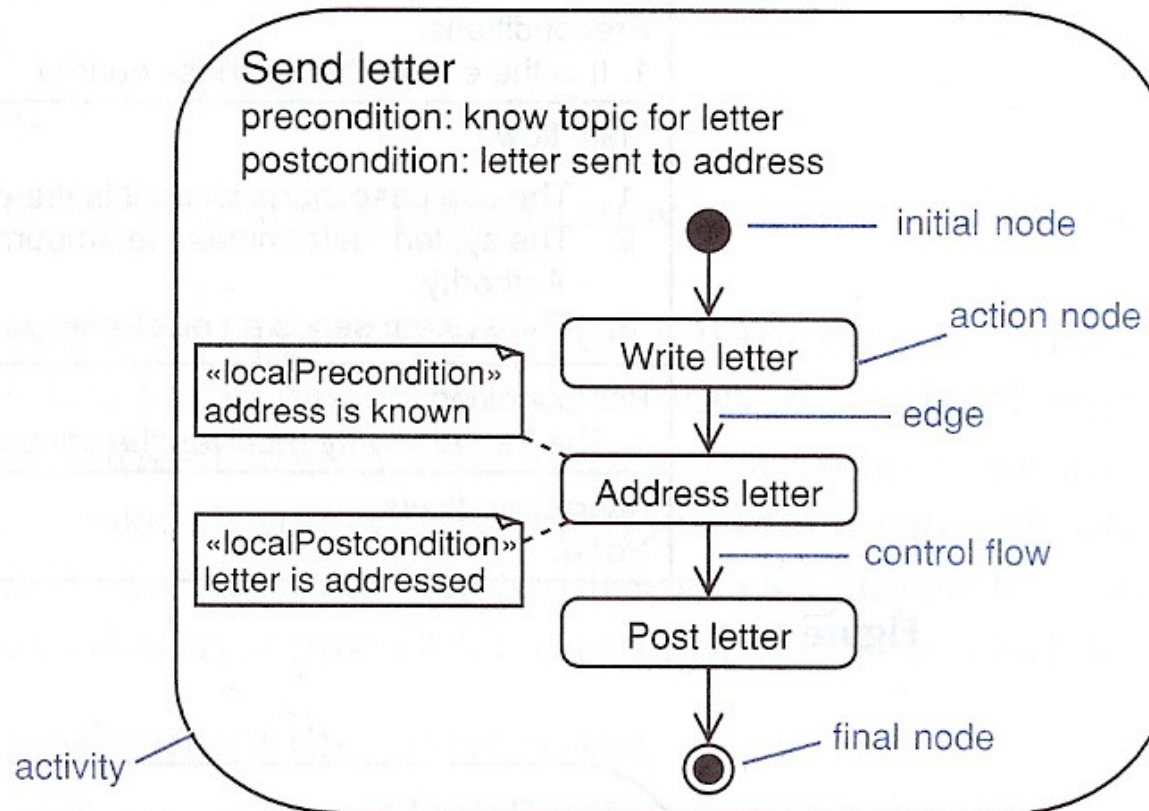 Send letter
precondition: know topic for letter
postcondition: letter sent to address
initial node
action node
Write letter
«localPrecondition»
address is known
edge
Address letter
«localPostcondition»
letter is addressed
control flow
Post letter
final node
activity